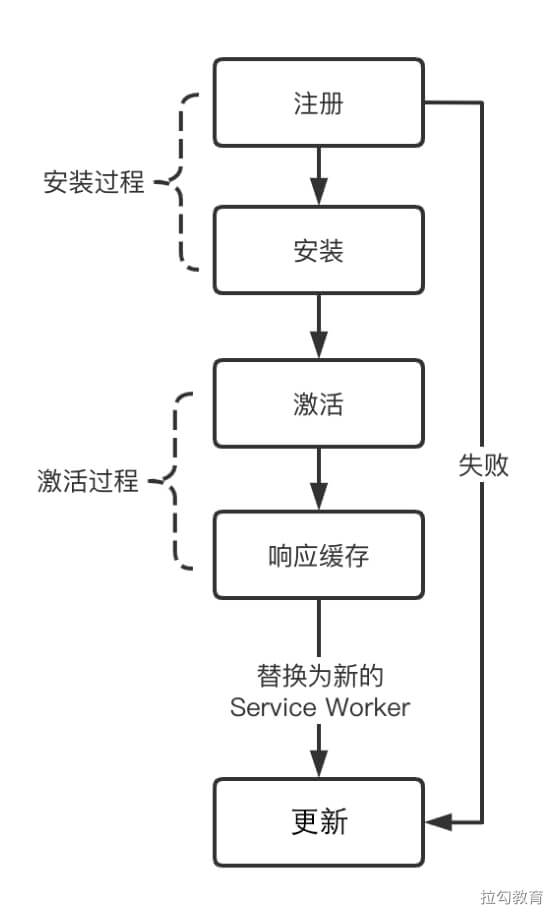 注册
安装过程
安装
激活
失败
激活过程
响应缓存
替换为新的
Service Worker
更新
拉勾教育